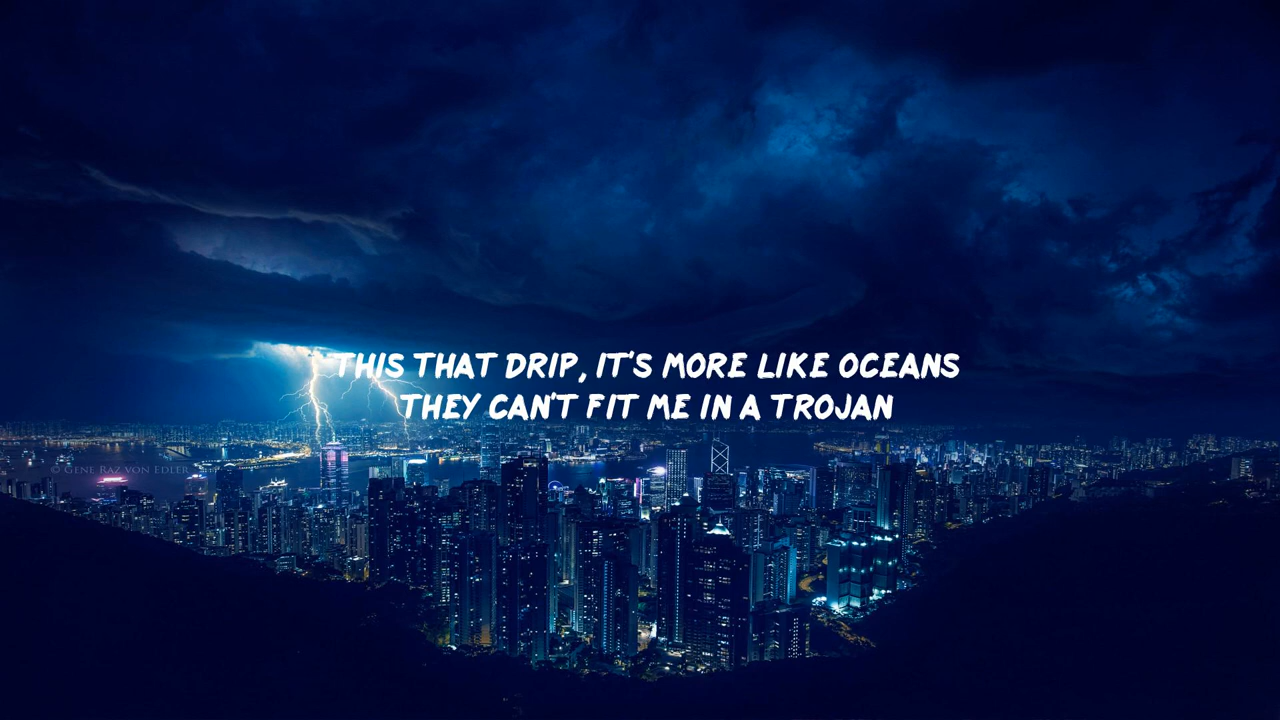 THIS THAT DRIP, IT'S MORE LIKE OCEANS
THEY CAN'T FIT ME IN A TROJAN
© GENE RAZ VON EDLER